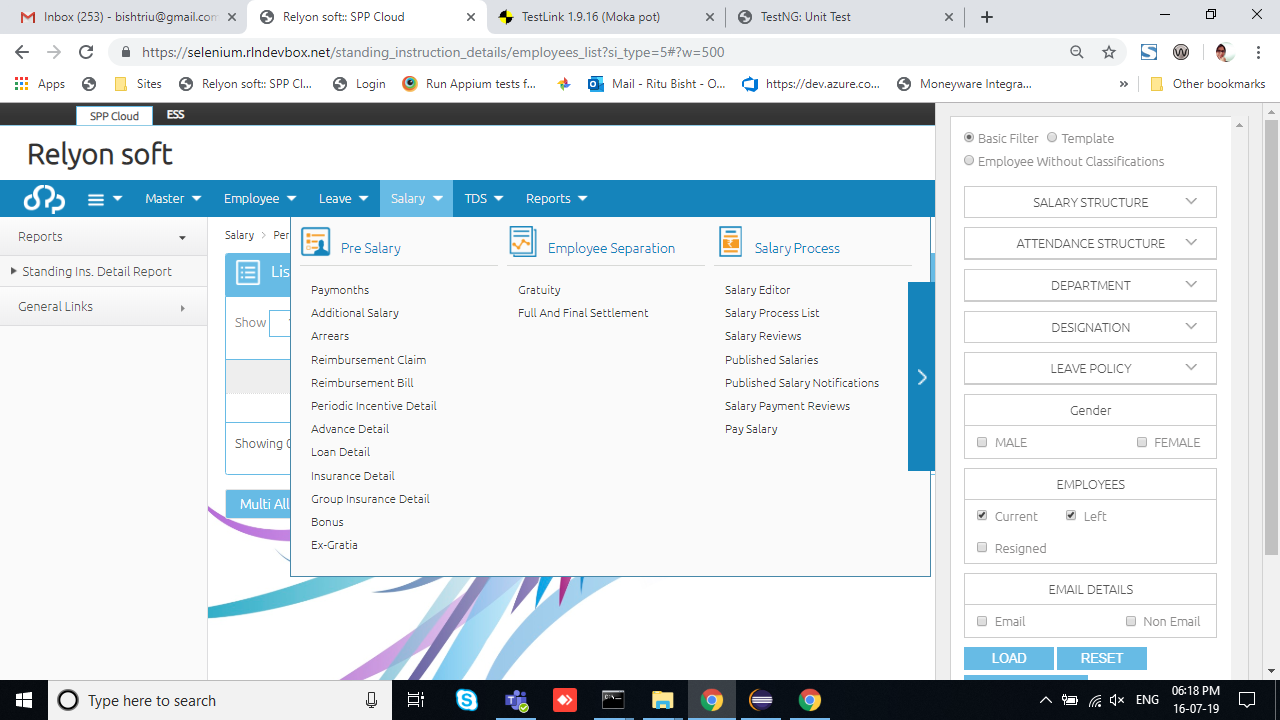 Inbox (253) - bishtriu@gmail.com
Relyon soft:: SPP Cloud
TestLink 1.9.16 (Moka pot)
TestNG: Unit Test
https://selenium.rlndevbox.net/standing_instruction_details/employees_list?si_type=5#?w=500
Apps
Sites
Relyon soft:: SPP Cl...
Login
Run Appium tests f...
Mail - Ritu Bisht - O...
https://dev.azure.co...
Moneyware Integra...
Other bookmarks
SPP Cloud
ESS
Relyon soft
Master
Employee
Leave
Salary
TDS
Reports
Reports
Standing Ins. Detail Report
General Links
Salary > Per
Lis
Show
Showing
Multi All
Pre Salary
Paymonths
Additional Salary
Arrears
Reimbursement Claim
Reimbursement Bill
Periodic Incentive Detail
Advance Detail
Loan Detail
Insurance Detail
Group Insurance Detail
Bonus
Ex-Gratia
Employee Separation
Gratuity
Full And Final Settlement
Salary Process
Salary Editor
Salary Process List
Salary Reviews
Published Salaries
Published Salary Notifications
Salary Payment Reviews
Pay Salary
Basic Filter
Template
Employee Without Classifications
SALARY STRUCTURE
ATTENDANCE STRUCTURE
DEPARTMENT
DESIGNATION
LEAVE POLICY
Gender
MALE
FEMALE
EMPLOYEES
Current
Left
Resigned
EMAIL DETAILS
Email
Non Email
LOAD
RESET
Type here to search
ENG
06:18 PM
16-07-19